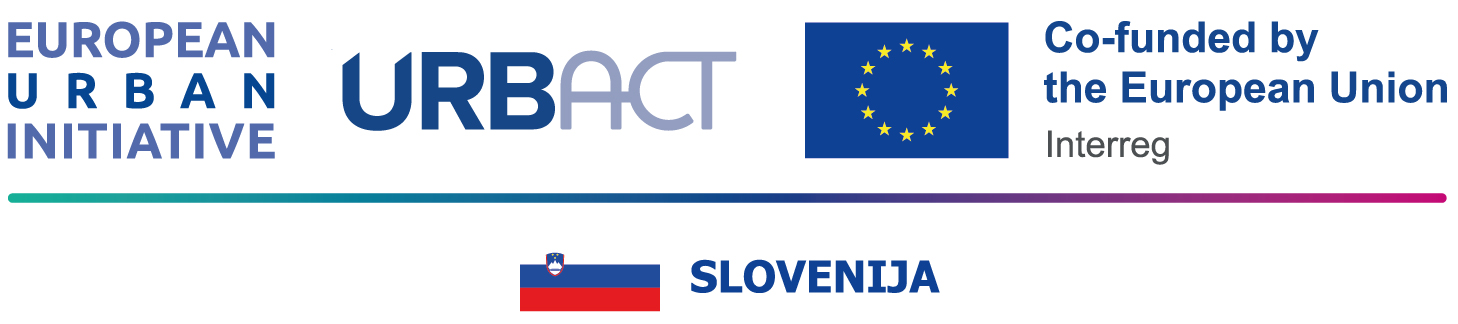 EUROPEAN
URBAN
INITIATIVE
URBACT
Co-funded by
the European Union
Interreg
SLOVENIJA